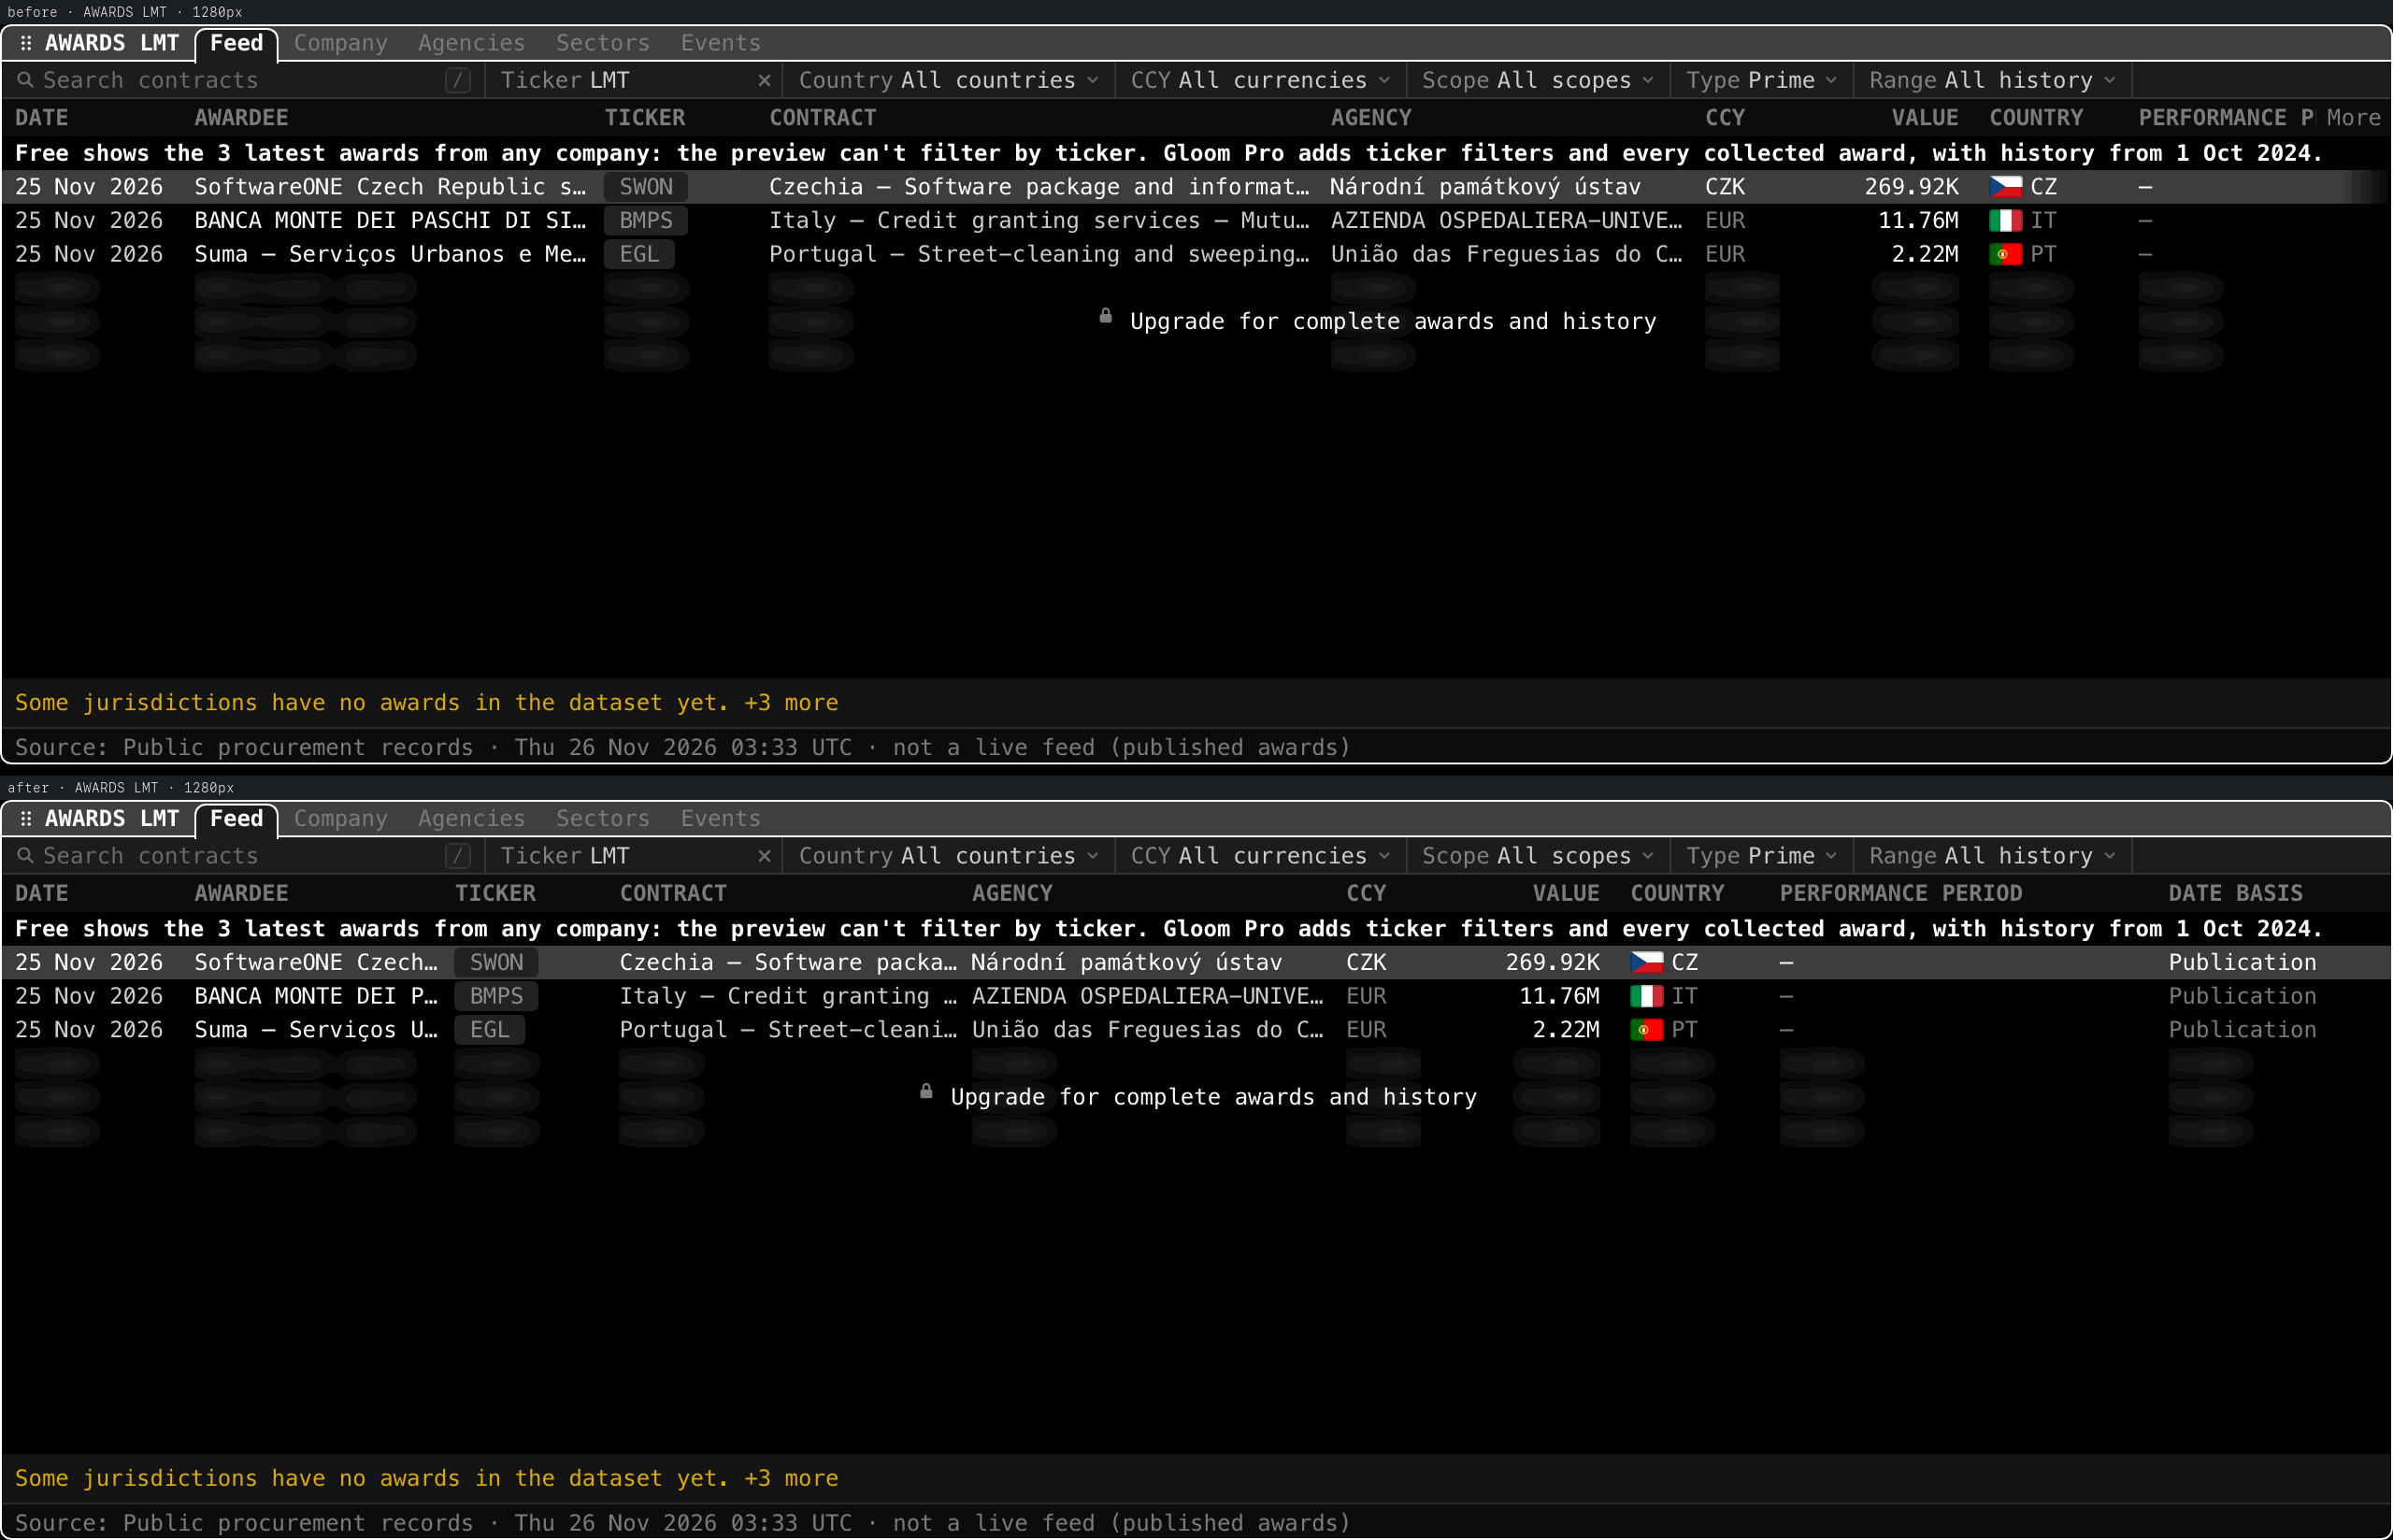 before · AWARDS LMT · 1280px
AWARDS LMT Feed Company Agencies Sectors Events
Search contracts / Ticker LMT × Country All countries CCY All currencies Scope All scopes Type Prime Range All history
DATE AWARDEE TICKER CONTRACT AGENCY CCY VALUE COUNTRY PERFORMANCE P More
Free shows the 3 latest awards from any company: the preview can't filter by ticker. Gloom Pro adds ticker filters and every collected award, with history from 1 Oct 2024.
25 Nov 2026 SoftwareONE Czech Republic s… SWON Czechia – Software package and informat… Národní památkový ústav CZK 269.92K CZ —
25 Nov 2026 BANCA MONTE DEI PASCHI DI SI… BMPS Italy – Credit granting services – Mutu… AZIENDA OSPEDALIERA-UNIVE… EUR 11.76M IT —
25 Nov 2026 Suma – Serviços Urbanos e Me… EGL Portugal – Street-cleaning and sweeping… União das Freguesias do C… EUR 2.22M PT —
Upgrade for complete awards and history
Some jurisdictions have no awards in the dataset yet. +3 more
Source: Public procurement records · Thu 26 Nov 2026 03:33 UTC · not a live feed (published awards)
after · AWARDS LMT · 1280px
AWARDS LMT Feed Company Agencies Sectors Events
Search contracts / Ticker LMT × Country All countries CCY All currencies Scope All scopes Type Prime Range All history
DATE AWARDEE TICKER CONTRACT AGENCY CCY VALUE COUNTRY PERFORMANCE PERIOD DATE BASIS
Free shows the 3 latest awards from any company: the preview can't filter by ticker. Gloom Pro adds ticker filters and every collected award, with history from 1 Oct 2024.
25 Nov 2026 SoftwareONE Czech… SWON Czechia – Software packa… Národní památkový ústav CZK 269.92K CZ — Publication
25 Nov 2026 BANCA MONTE DEI P… BMPS Italy – Credit granting … AZIENDA OSPEDALIERA-UNIVE… EUR 11.76M IT — Publication
25 Nov 2026 Suma – Serviços U… EGL Portugal – Street-cleani… União das Freguesias do C… EUR 2.22M PT — Publication
Upgrade for complete awards and history
Some jurisdictions have no awards in the dataset yet. +3 more
Source: Public procurement records · Thu 26 Nov 2026 03:33 UTC · not a live feed (published awards)